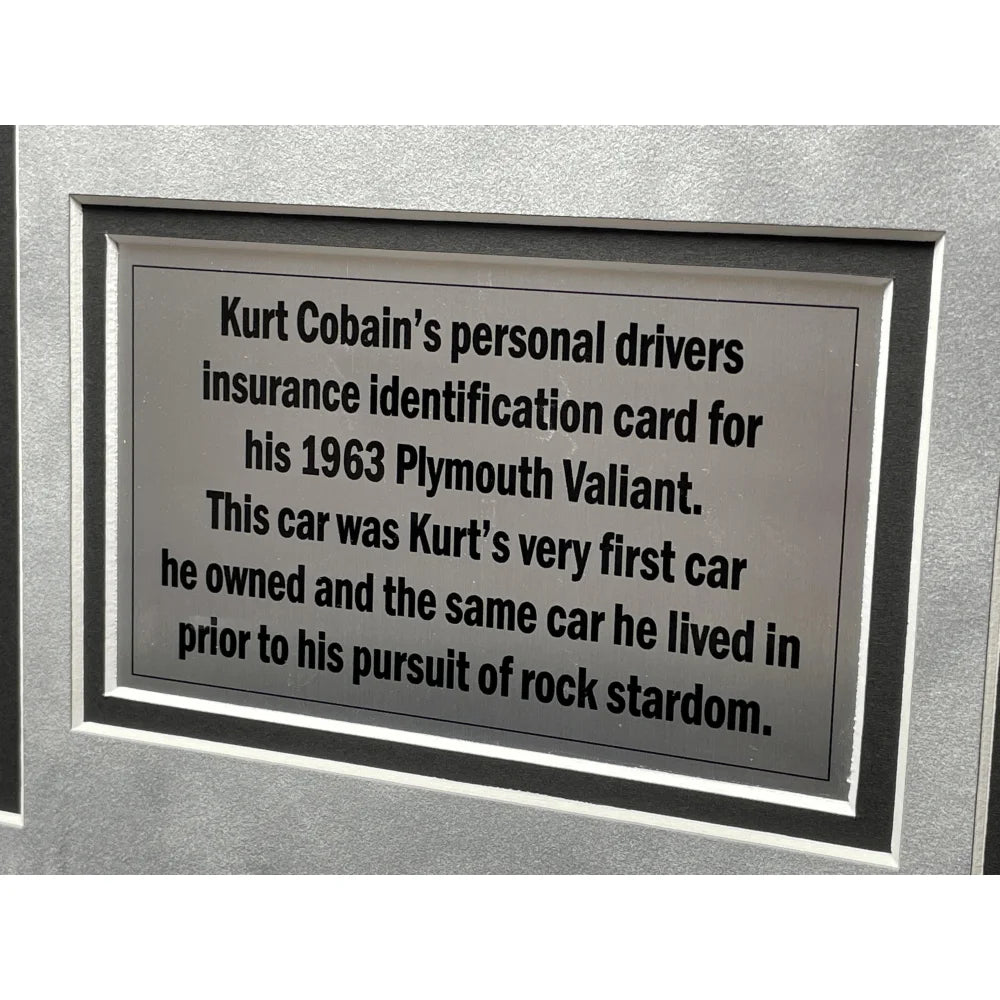 Kurt Cobain’s personal drivers
insurance identification card for
his 1963 Plymouth Valiant.
This car was Kurt’s very first car
he owned and the same car he lived in
prior to his pursuit of rock stardom.